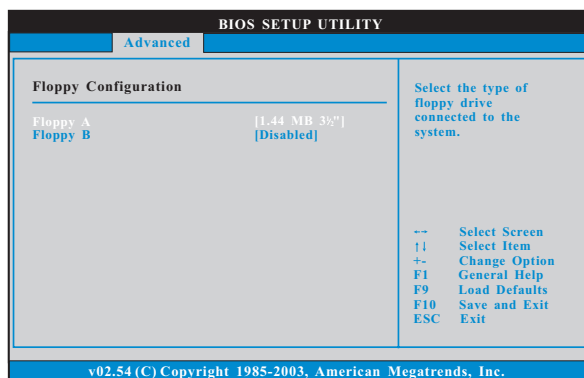 BIOS SETUP UTILITY
Advanced
Floppy Configuration
Floppy A [1.44 MB 3½"]
Floppy B [Disabled]
Select the type of
floppy drive
connected to the
system.
←→ Select Screen
↑↓ Select Item
+- Change Option
F1 General Help
F9 Load Defaults
F10 Save and Exit
ESC Exit
v02.54 (C) Copyright 1985-2003, American Megatrends, Inc.